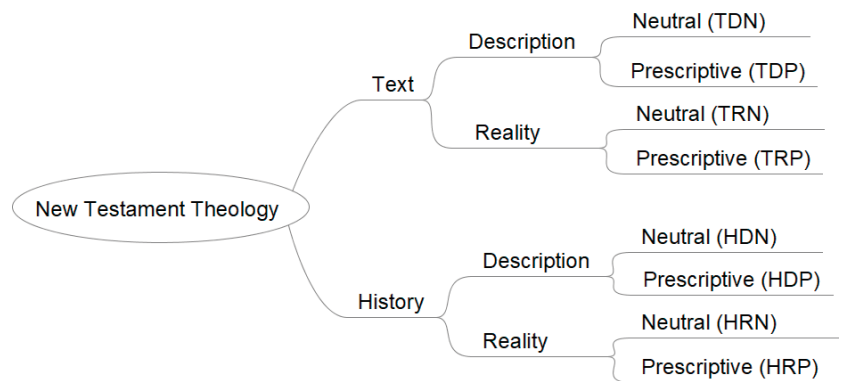 New Testament Theology
Text
Description
Neutral (TDN)
Prescriptive (TDP)
Reality
Neutral (TRN)
Prescriptive (TRP)
History
Description
Neutral (HDN)
Prescriptive (HDP)
Reality
Neutral (HRN)
Prescriptive (HRP)